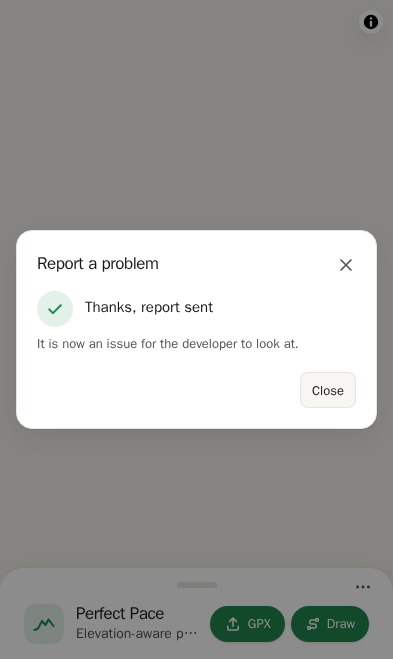 Report a problem
Thanks, report sent
It is now an issue for the developer to look at.
Close
Perfect Pace
Elevation-aware p…
GPX
Draw